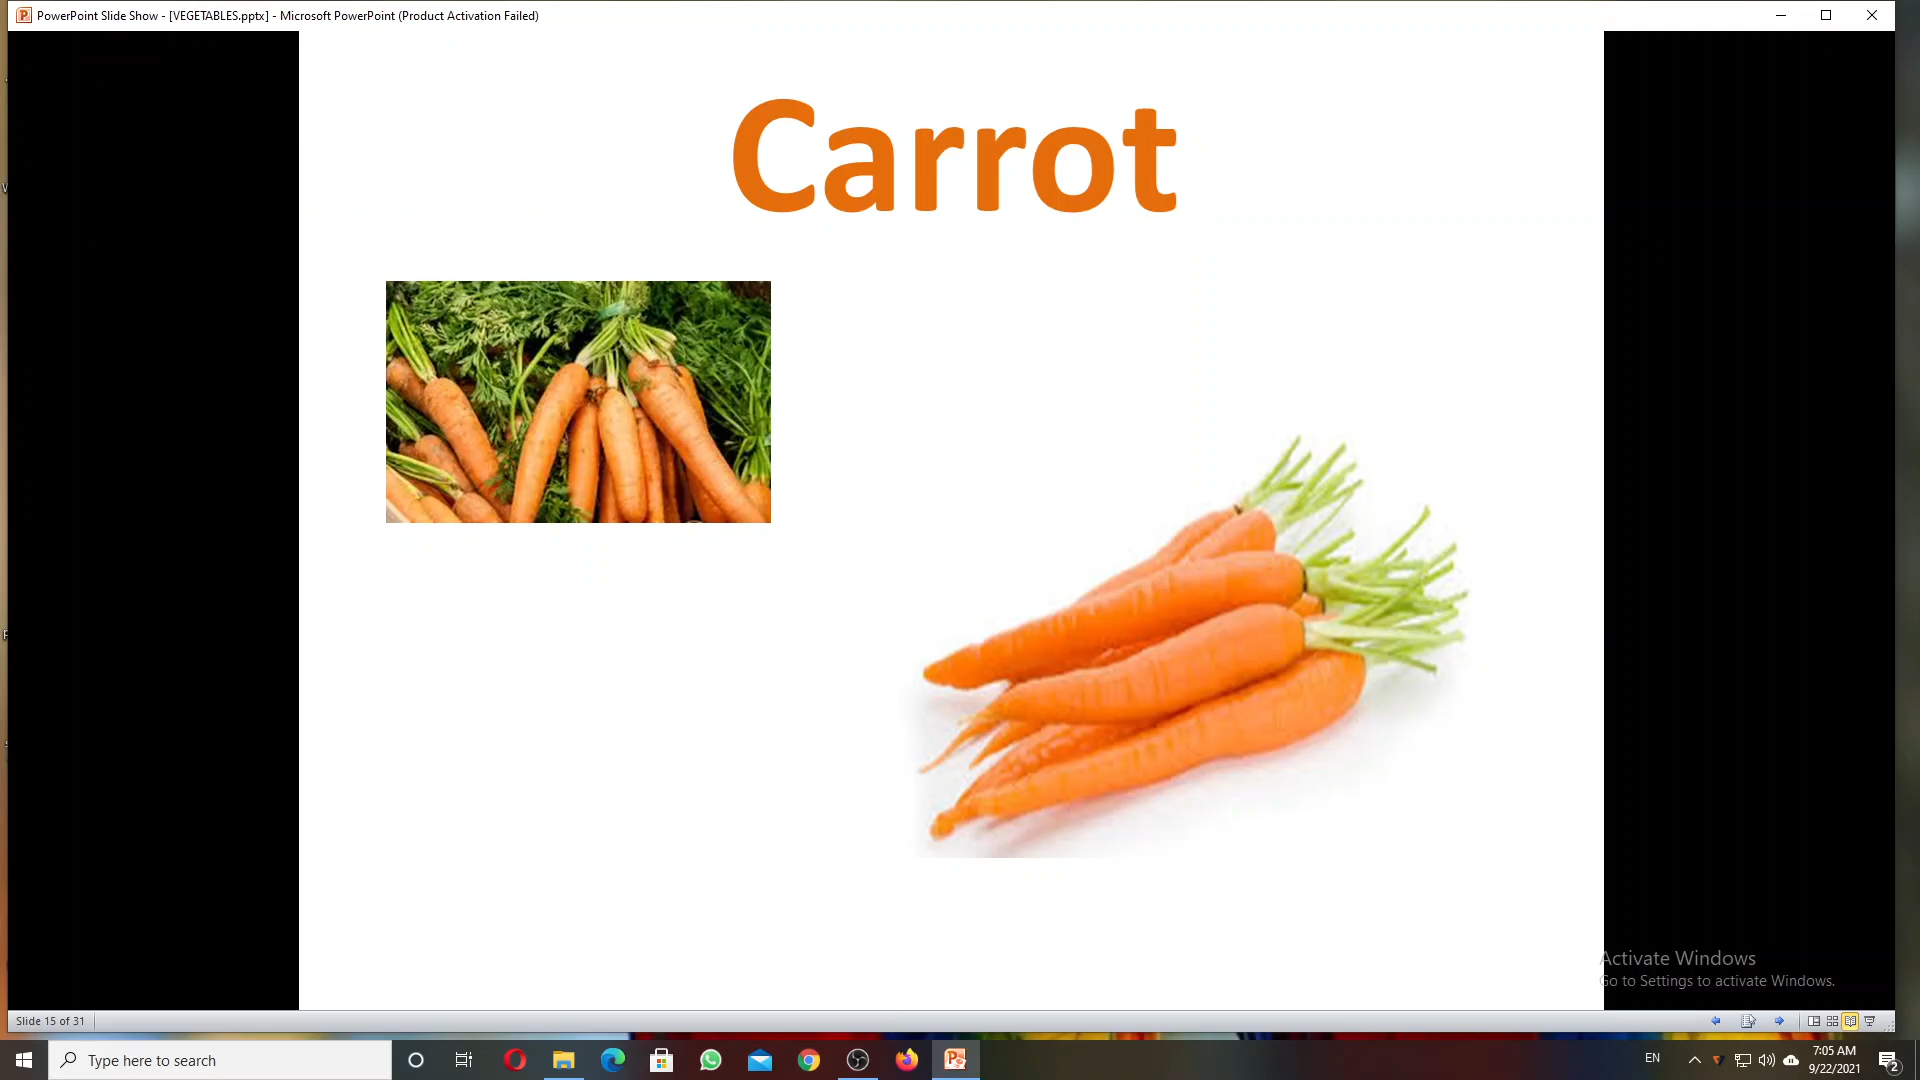 PowerPoint Slide Show - [VEGETABLES.pptx] - Microsoft PowerPoint (Product Activation Failed)
Carrot
Activate Windows
Go to Settings to activate Windows.
Slide 15 of 31
Type here to search
EN
7:05 AM
9/22/2021
2